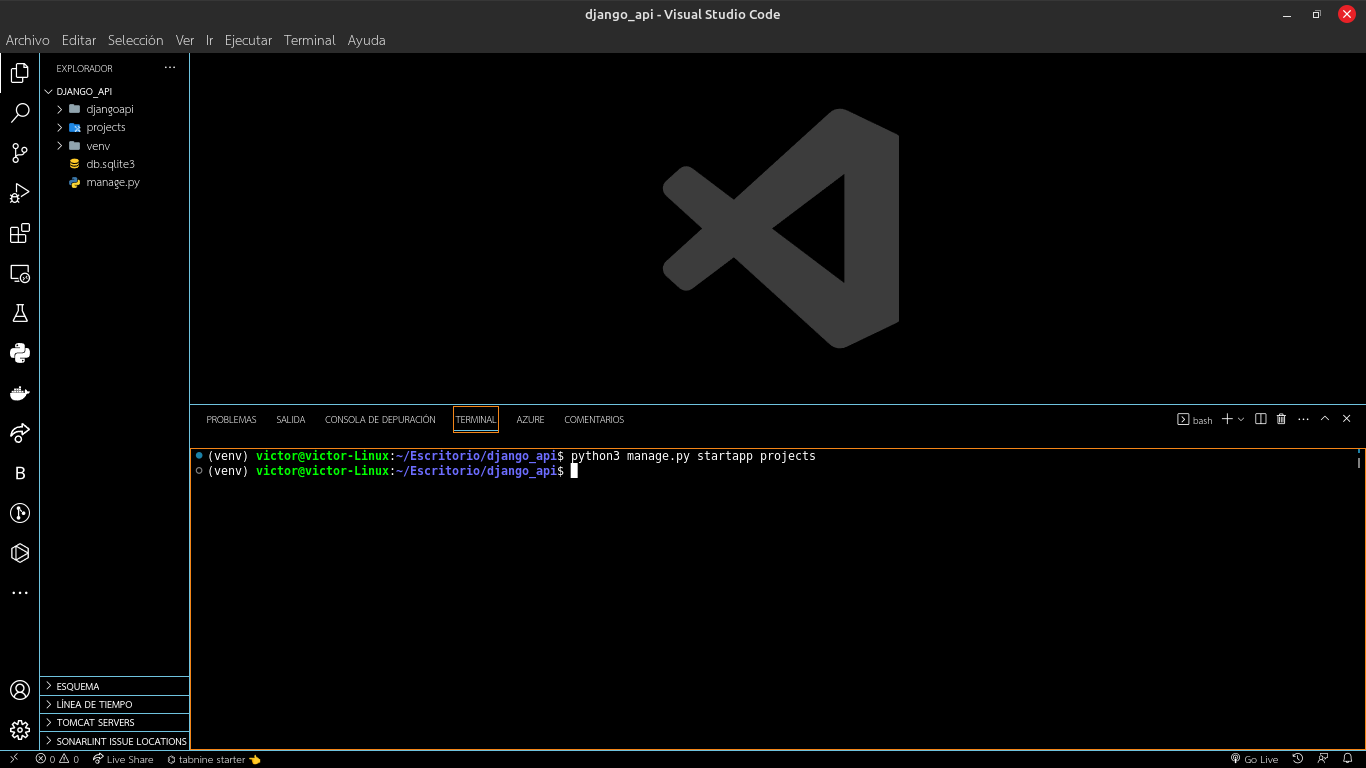 django_api - Visual Studio Code
Archivo Editar Selección Ver Ir Ejecutar Terminal Ayuda
EXPLORADOR
DJANGO_API
djangoapi
projects
venv
db.sqlite3
manage.py
PROBLEMAS SALIDA CONSOLA DE DEPURACIÓN TERMINAL AZURE COMENTARIOS
bash
(venv) victor@victor-Linux:~/Escritorio/django_api$ python3 manage.py startapp projects
(venv) victor@victor-Linux:~/Escritorio/django_api$
B
ESQUEMA
LÍNEA DE TIEMPO
TOMCAT SERVERS
SONARLINT ISSUE LOCATIONS
0 0 Live Share tabnine starter Go Live